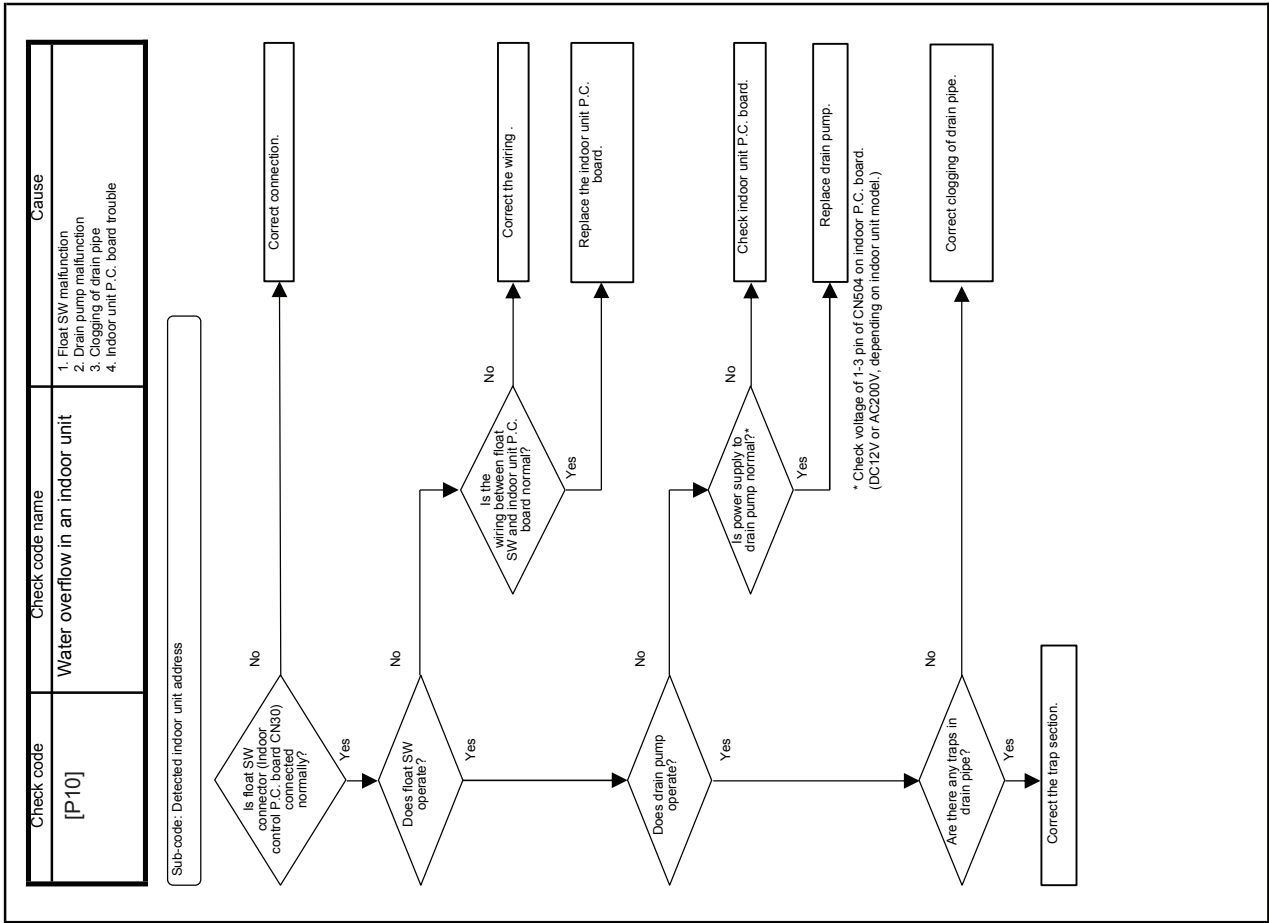 Check code
Check code name
Cause
[P10]
Water overflow in an indoor unit
1. Float SW malfunction
2. Drain pump malfunction
3. Clogging of drain pipe
4. Indoor unit P.C. board trouble
Sub-code: Detected indoor unit address
Is float SW
connector (Indoor
control P.C. board CN30)
connected
normally?
No
Correct connection.
Yes
Does float SW
operate?
No
Is the
wiring between float
SW and indoor unit P.C.
board normal?
No
Correct the wiring .
Yes
Replace the indoor unit P.C.
board.
Yes
Does drain pump
operate?
No
Is power supply to
drain pump normal?*
No
Check indoor unit P.C. board.
Yes
Replace drain pump.
* Check voltage of 1-3 pin of CN504 on indoor P.C. board.
(DC12V or AC200V, depending on indoor unit model.)
Yes
Are there any traps in
drain pipe?
No
Correct clogging of drain pipe.
Yes
Correct the trap section.